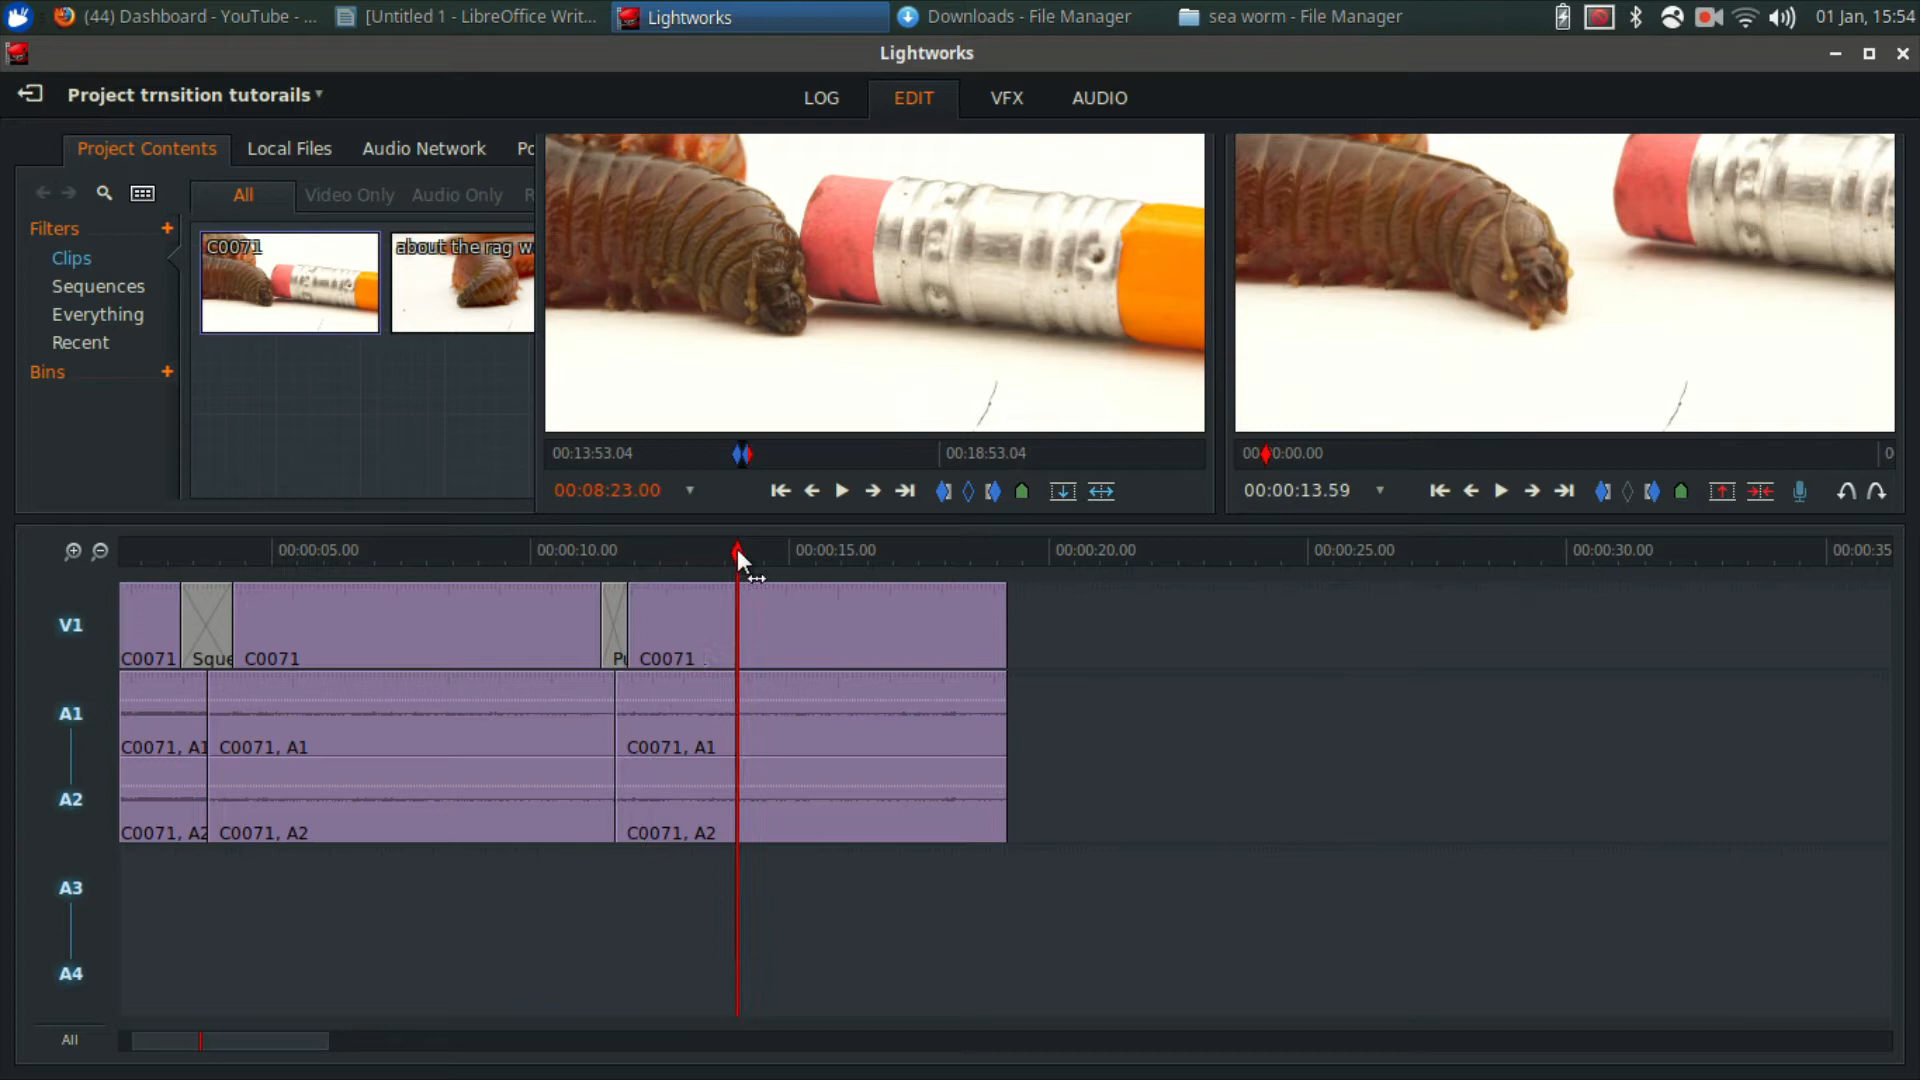 (44) Dashboard - YouTube - ...
[Untitled 1 - LibreOffice Writ...
Lightworks
Downloads - File Manager
sea worm - File Manager
01 Jan, 15:54
Lightworks
Project trnsition tutorails
LOG
EDIT
VFX
AUDIO
Project Contents
Local Files
Audio Network
Po
All
Video Only
Audio Only
R
Filters +
Clips
Sequences
Everything
Recent
Bins +
C0071
about the rag w
00:13:53.04
00:18:53.04
00:08:23.00
00:00:13.59
00:00:05.00
00:00:10.00
00:00:15.00
00:00:20.00
00:00:25.00
00:00:30.00
00:00:35
V1
C0071
Sque
C0071
C0071
A1
C0071, A1
C0071, A1
C0071, A1
A2
C0071, A2
C0071, A2
C0071, A2
A3
A4
All